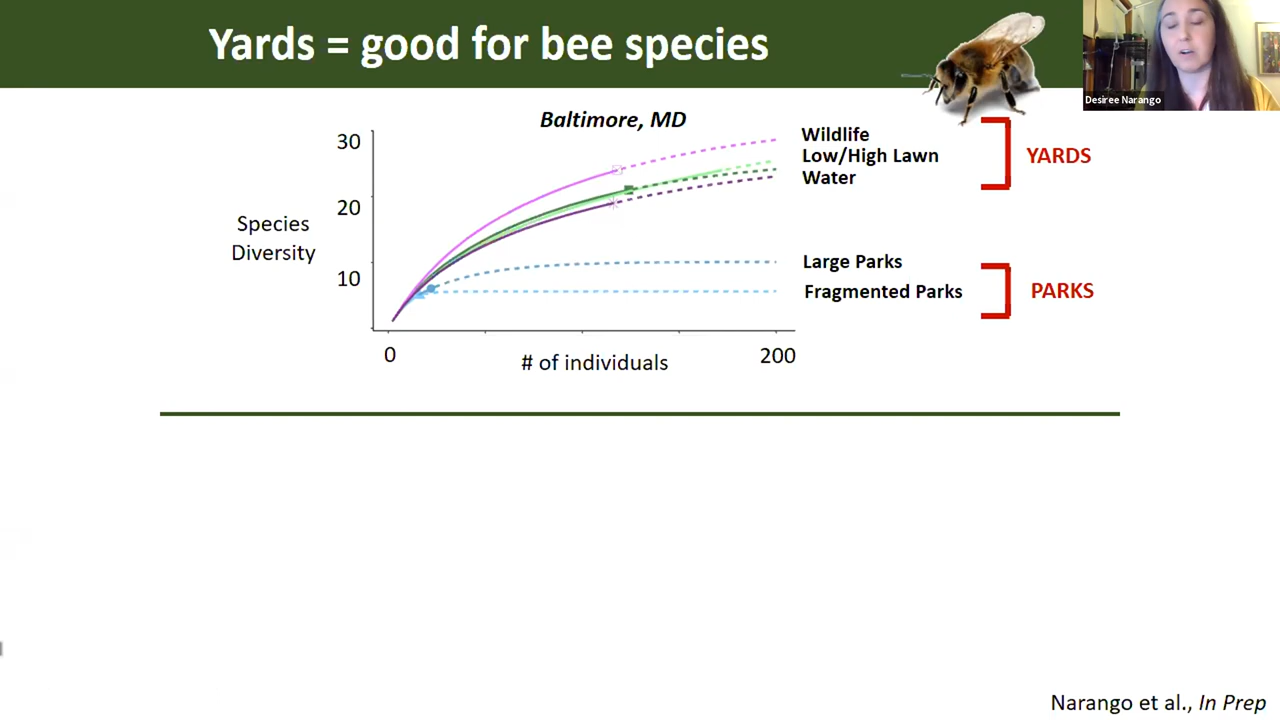 Yards = good for bee species
Desiree Narango
Baltimore, MD
30
20
10
Species
Diversity
0
# of individuals
200
Wildlife
Low/High Lawn
Water
YARDS
Large Parks
Fragmented Parks
PARKS
Narango et al., In Prep